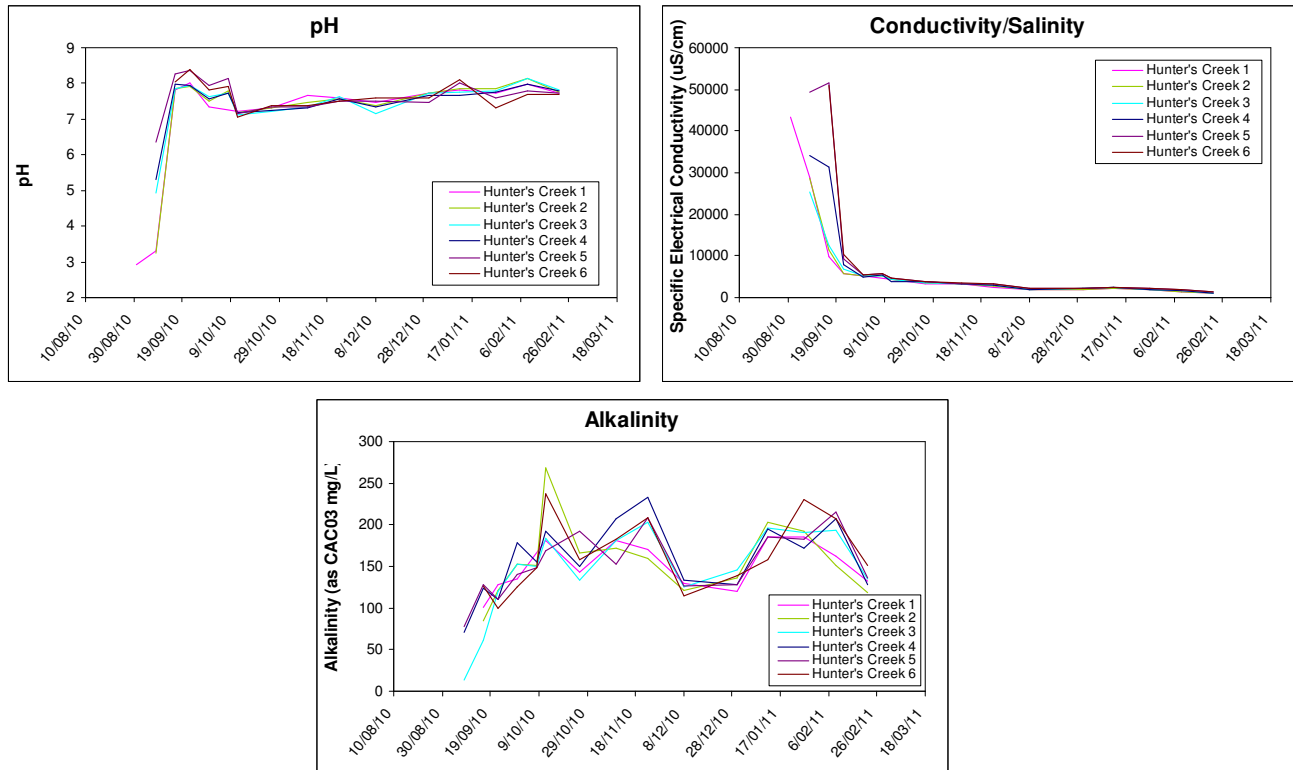 pH
9
8
7
6
5
4
3
2
pH
10/08/10
30/08/10
19/09/10
9/10/10
29/10/10
18/11/10
8/12/10
28/12/10
17/01/11
6/02/11
26/02/11
18/03/11
Hunter's Creek 1
Hunter's Creek 2
Hunter's Creek 3
Hunter's Creek 4
Hunter's Creek 5
Hunter's Creek 6
Conductivity/Salinity
60000
50000
40000
30000
20000
10000
0
Specific Electrical Conductivity (uS/cm)
10/08/10
30/08/10
19/09/10
9/10/10
29/10/10
18/11/10
8/12/10
28/12/10
17/01/11
6/02/11
26/02/11
18/03/11
Hunter's Creek 1
Hunter's Creek 2
Hunter's Creek 3
Hunter's Creek 4
Hunter's Creek 5
Hunter's Creek 6
Alkalinity
300
250
200
150
100
50
0
Alkalinity (as CAC03 mg/L)
10/08/10
30/08/10
19/09/10
9/10/10
29/10/10
18/11/10
8/12/10
28/12/10
17/01/11
6/02/11
26/02/11
18/03/11
Hunter's Creek 1
Hunter's Creek 2
Hunter's Creek 3
Hunter's Creek 4
Hunter's Creek 5
Hunter's Creek 6